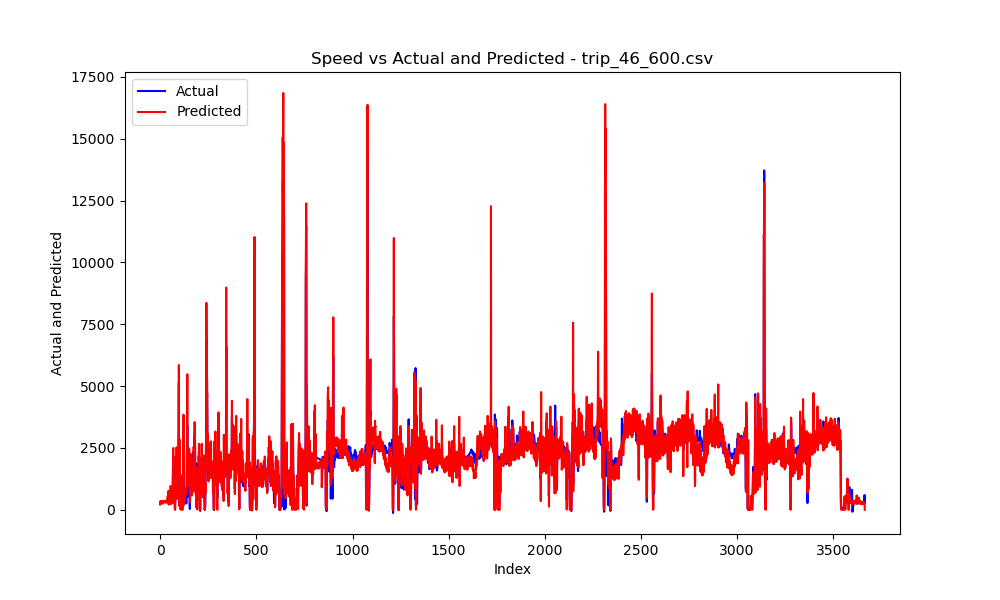 Speed vs Actual and Predicted - trip_46_600.csv
Actual
Predicted
17500
15000
12500
10000
7500
5000
2500
0
Actual and Predicted
0 500 1000 1500 2000 2500 3000 3500
Index